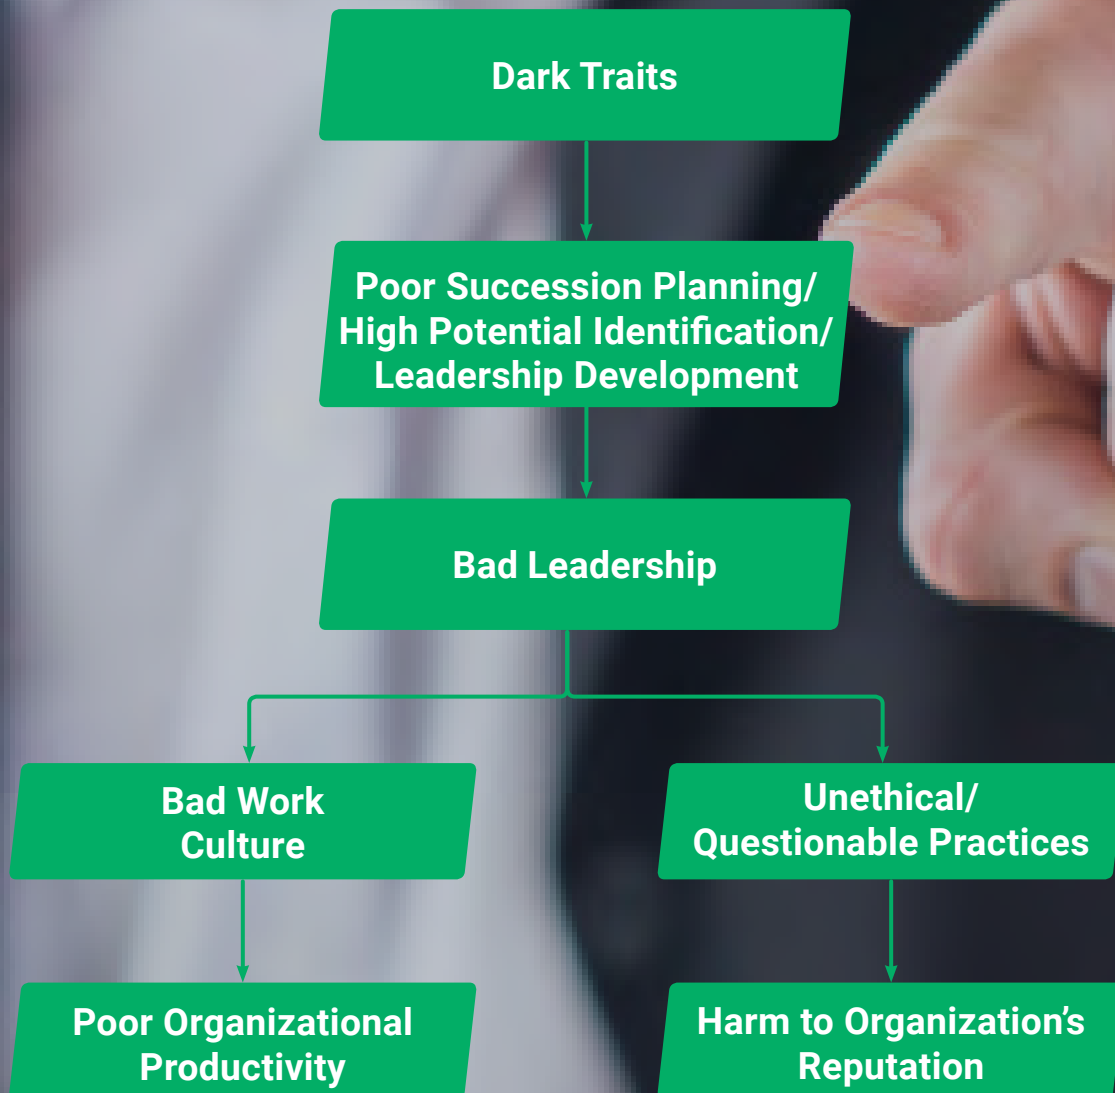 Dark Traits
Poor Succession Planning/
High Potential Identification/
Leadership Development
Bad Leadership
Bad Work
Culture
Unethical/
Questionable Practices
Poor Organizational
Productivity
Harm to Organization’s
Reputation